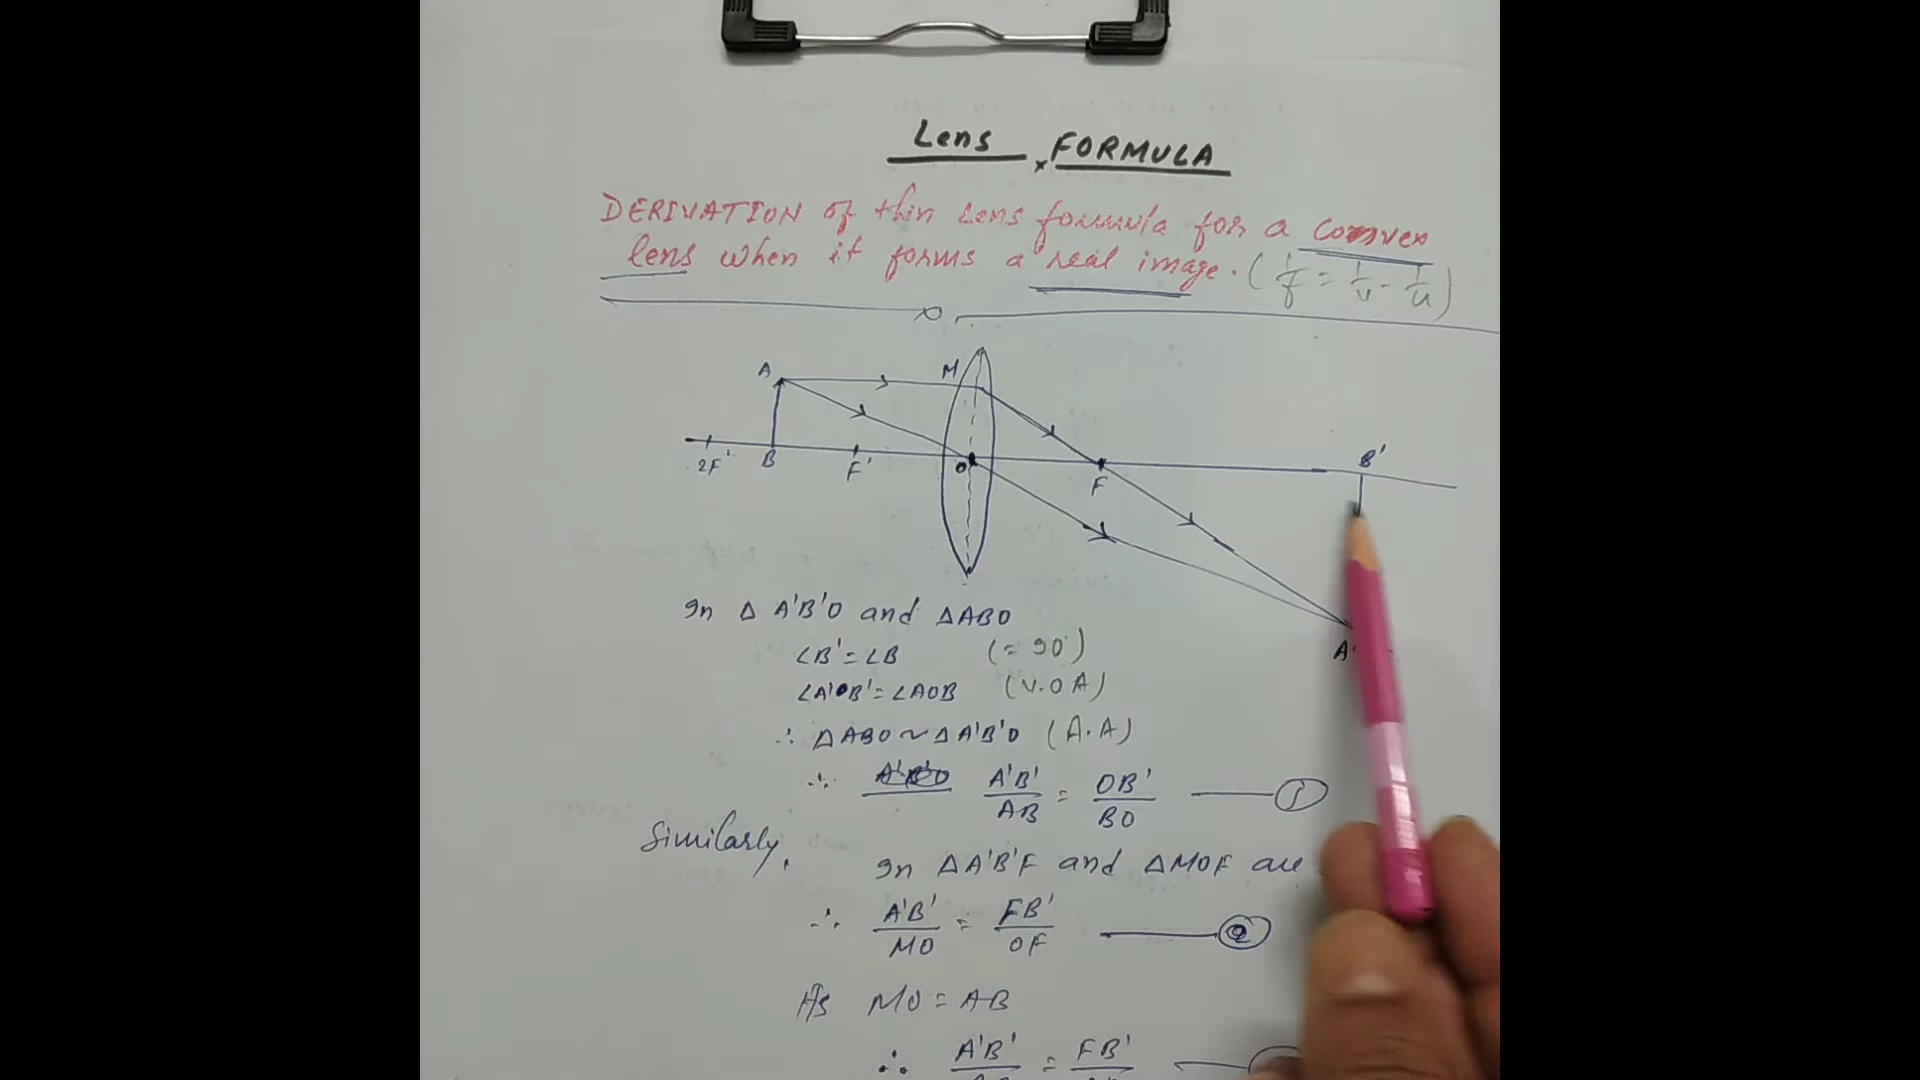 Lens FORMULA
DERIVATION of thin lens formula for a convex
lens when it forms a real image. (1/f = 1/v - 1/u)
A
M
2F'
B
F'
O
F
B'
A'
In Δ A'B'O and ΔABO
∠B' = ∠B (= 90°)
∠A'OB' = ∠AOB (V.O A)
∴ ΔABO ~ ΔA'B'O (A.A)
∴ A'B'/AB = OB'/BO ——— 1
Similarly,
In ΔA'B'F and ΔMOF are
∴ A'B'/MO = FB'/OF ——— 2
As MO = AB
∴ A'B' = FB'